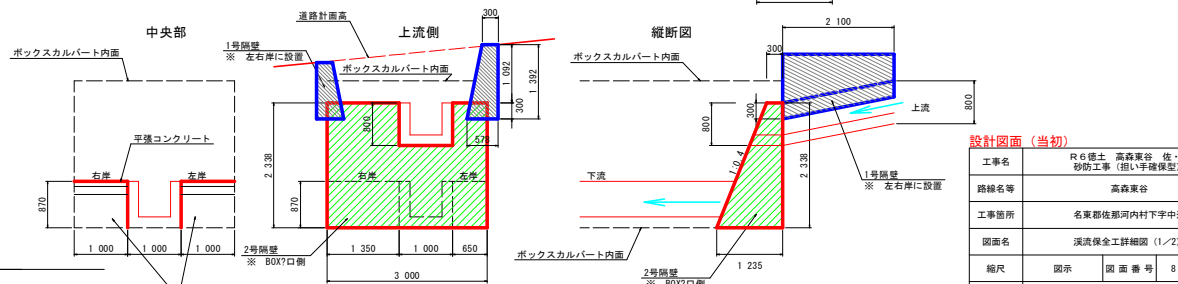 中央部
ボックスカルバート内面
平張コンクリート
右岸
左岸
870
1 000
1 000
1 000
上流側
道路計画高
300
1号隔壁
※ 左右岸に設置
ボックスカルバート内面
1 092
1 392
300
800
578
2 338
870
右岸
左岸
2号隔壁
※ BOX?口側
1 350
1 000
650
3 000
縦断図
2 100
300
ボックスカルバート内面
300
800
800
上流
1:0.4
2 338
下流
1号隔壁
※ 左右岸に設置
ボックスカルバート内面
1 235
2号隔壁
※ BOX?口側
設計図面（当初）
工事名
R6徳土 高森東谷 佐・
砂防工事（担い手確保型）
路線名等
高森東谷
工事箇所
名東郡佐那河内村下字中
図面名
渓流保全工詳細図（1／2）
縮尺
図示
図面番号
8